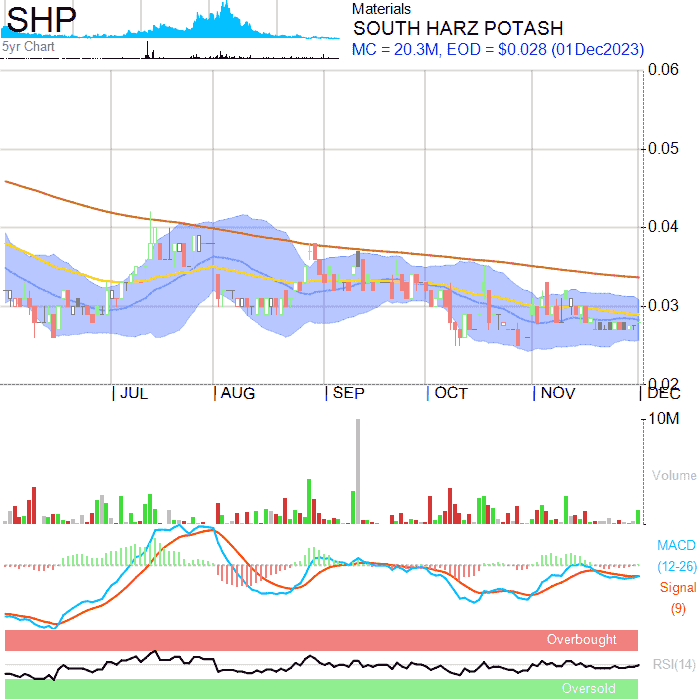 SHP
5yr Chart
Materials
SOUTH HARZ POTASH
MC = 20.3M, EOD = $0.028 (01Dec2023)
0.06
0.05
0.04
0.03
0.02
JUL AUG SEP OCT NOV DEC
10M
Volume
MACD
(12-26)
Signal
(9)
Overbought
RSI(14)
Oversold